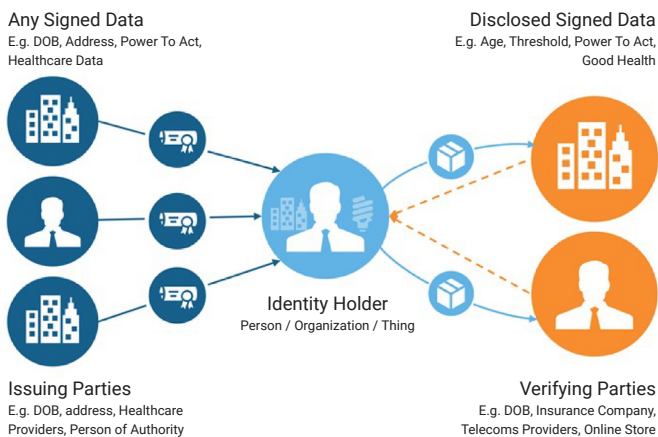 Any Signed Data
E.g. DOB, Address, Power To Act,
Healthcare Data
Disclosed Signed Data
E.g. Age, Threshold, Power To Act,
Good Health
Identity Holder
Person / Organization / Thing
Issuing Parties
E.g. DOB, address, Healthcare
Providers, Person of Authority
Verifying Parties
E.g. DOB, Insurance Company,
Telecoms Providers, Online Store